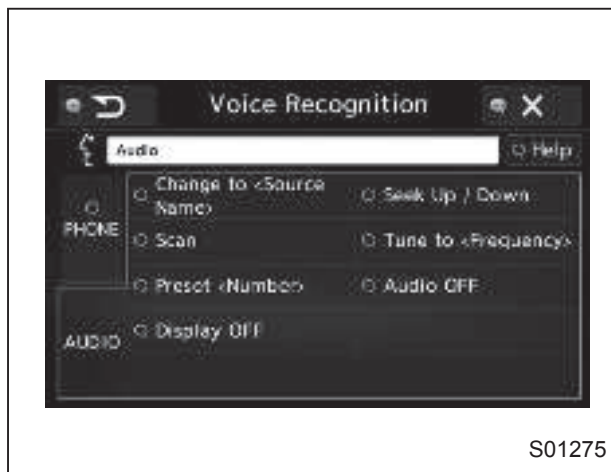 Voice Recognition
Audio
Help
PHONE
Change to <Source
Name>
Seek Up / Down
Scan
Tune to <Frequency>
Preset <Number>
Audio OFF
AUDIO
Display OFF
S01275